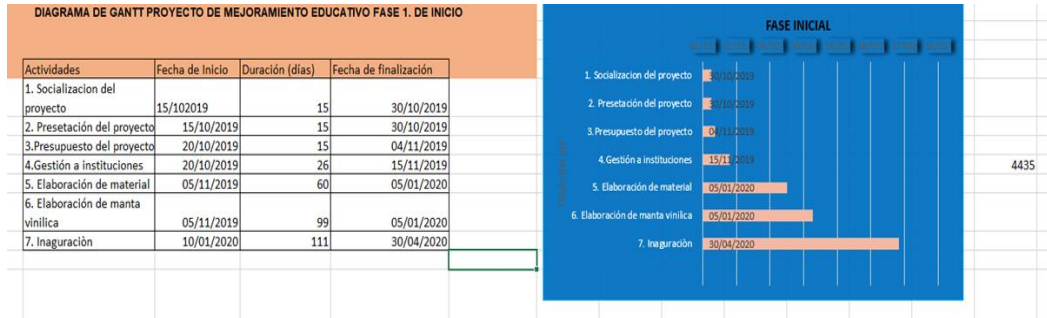 DIAGRAMA DE GANTT PROYECTO DE MEJORAMIENTO EDUCATIVO FASE 1. DE INICIO
Actividades Fecha de Inicio Duración (días) Fecha de finalización
1. Socializacion del
proyecto 15/102019 15 30/10/2019
2. Presetación del proyecto 15/10/2019 15 30/10/2019
3.Presupuesto del proyecto 20/10/2019 15 04/11/2019
4.Gestión a instituciones 20/10/2019 26 15/11/2019
5. Elaboración de material 05/11/2019 60 05/01/2020
6. Elaboración de manta
vinilica 05/11/2019 99 05/01/2020
7. Inaguraciòn 10/01/2020 111 30/04/2020
FASE INICIAL
1. Socializacion del proyecto 30/10/2019
2. Presetación del proyecto 30/10/2019
3.Presupuesto del proyecto 04/11/2019
4.Gestión a instituciones 15/11/2019
5. Elaboración de material 05/01/2020
6. Elaboración de manta vinilica 05/01/2020
7. Inaguraciòn 30/04/2020
4435